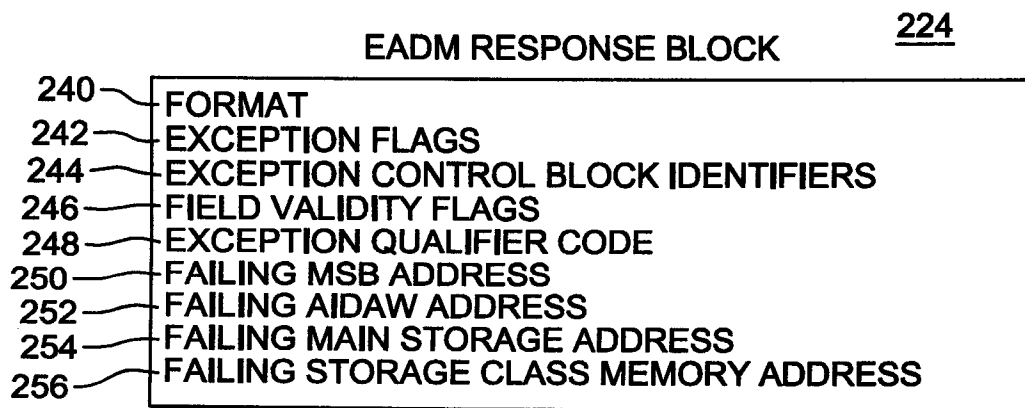 224
EADM RESPONSE BLOCK
240 FORMAT
242 EXCEPTION FLAGS
244 EXCEPTION CONTROL BLOCK IDENTIFIERS
246 FIELD VALIDITY FLAGS
248 EXCEPTION QUALIFIER CODE
250 FAILING MSB ADDRESS
252 FAILING AIDAW ADDRESS
254 FAILING MAIN STORAGE ADDRESS
256 FAILING STORAGE CLASS MEMORY ADDRESS